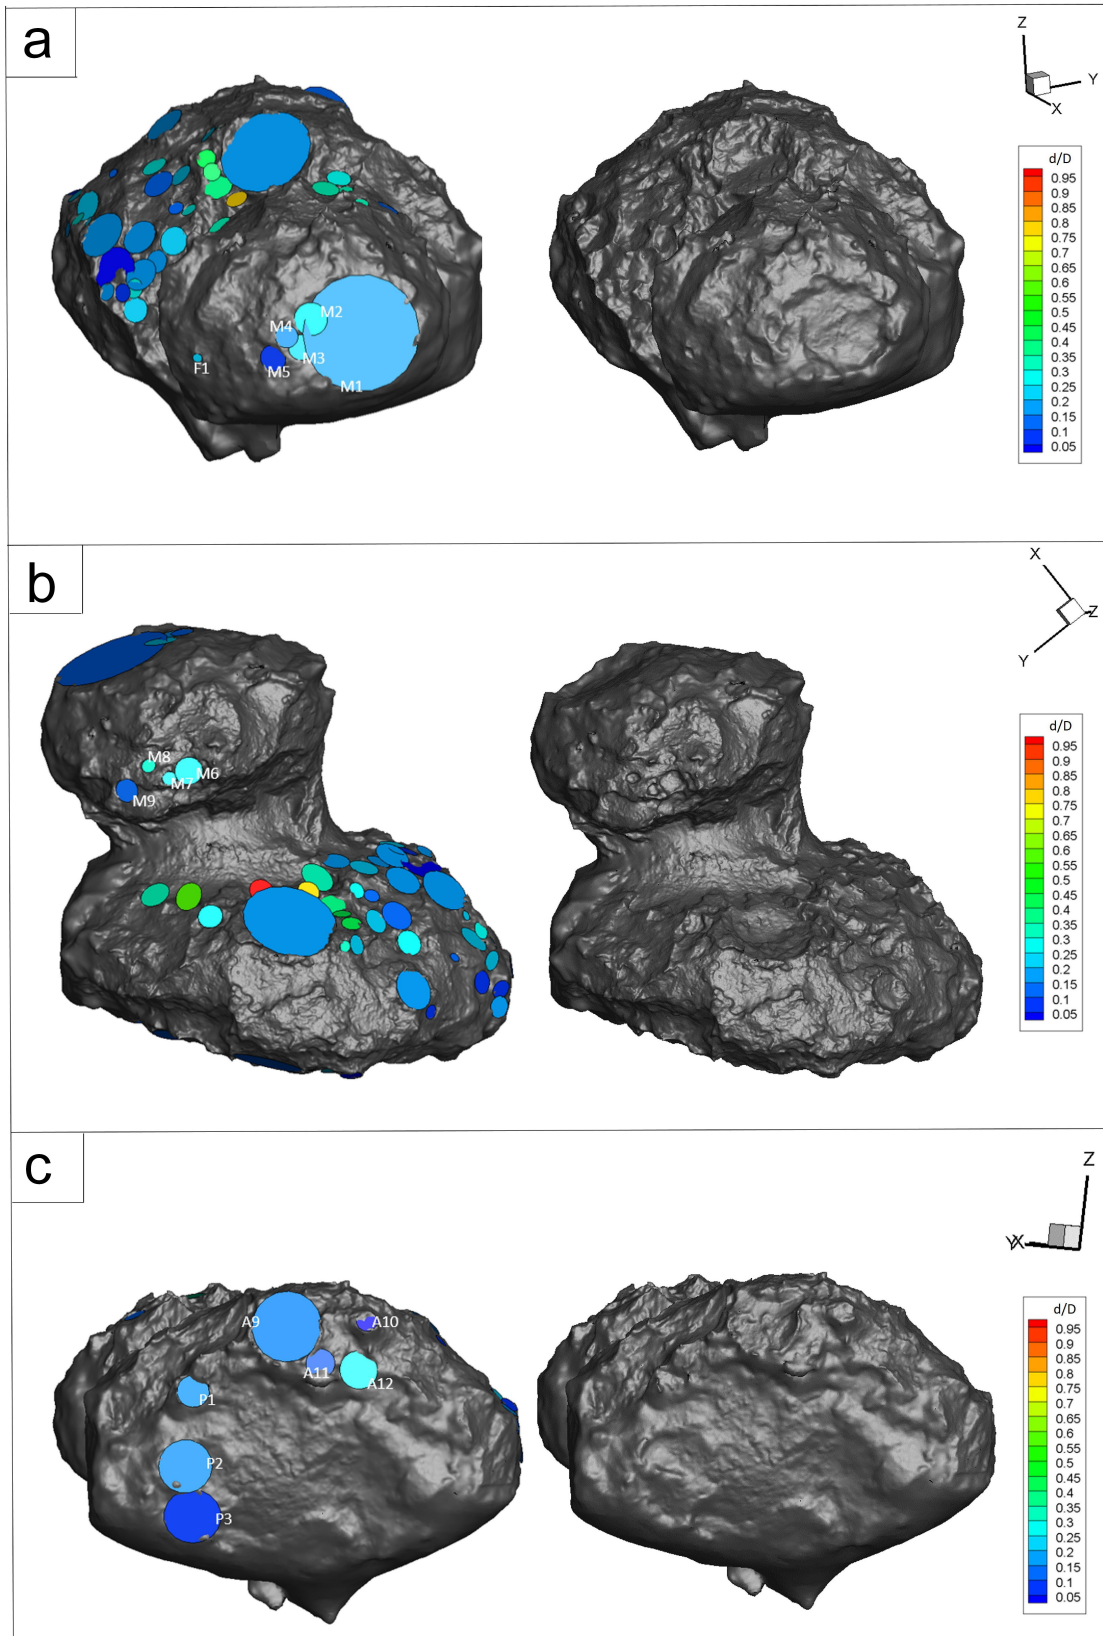 a
Z
Y
X
d/D
0.95
0.9
0.85
0.8
0.75
0.7
0.65
0.6
0.55
0.5
0.45
0.4
0.35
0.3
0.25
0.2
0.15
0.1
0.05
M2
M4
M3
F1
M5
M1
b
X
Z
Y
d/D
0.95
0.9
0.85
0.8
0.75
0.7
0.65
0.6
0.55
0.5
0.45
0.4
0.35
0.3
0.25
0.2
0.15
0.1
0.05
M8
M6
M7
M9
c
Z
YX
d/D
0.95
0.9
0.85
0.8
0.75
0.7
0.65
0.6
0.55
0.5
0.45
0.4
0.35
0.3
0.25
0.2
0.15
0.1
0.05
A9
A10
A11
A12
P1
P2
P3